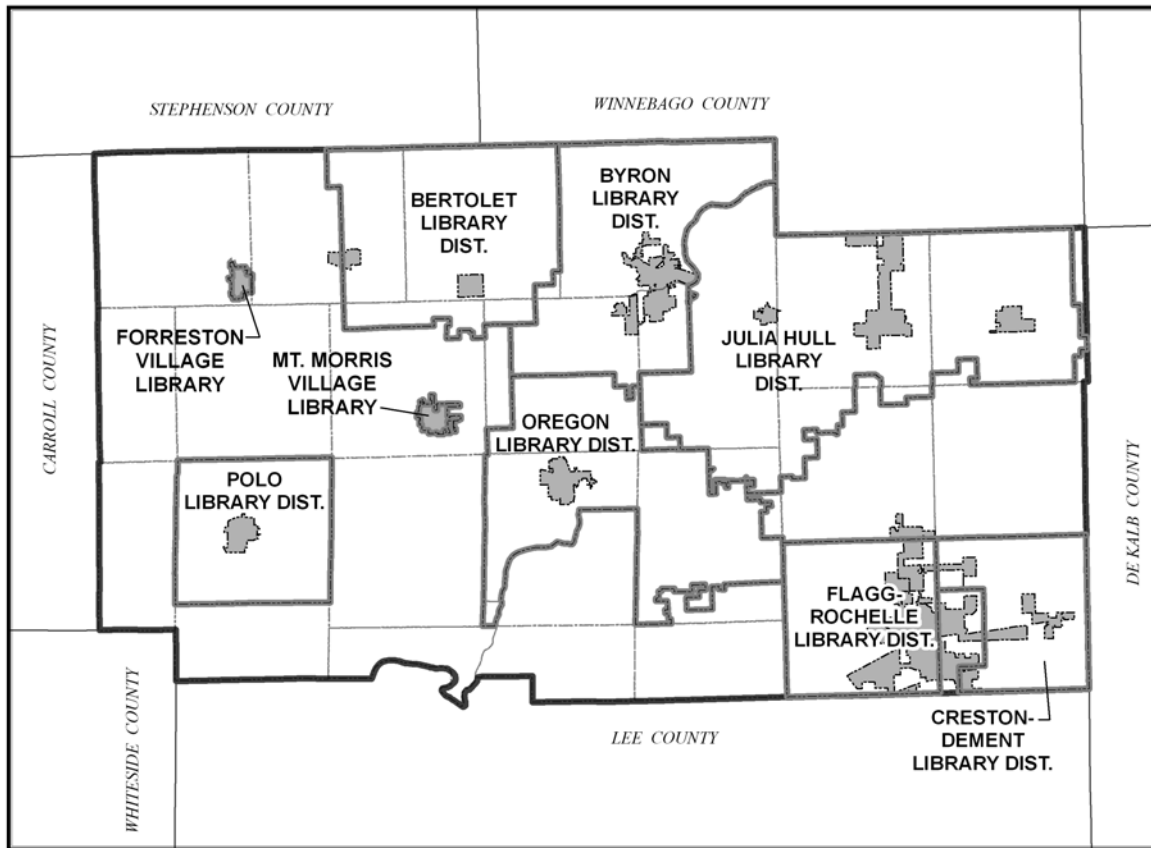 STEPHENSON COUNTY
WINNEBAGO COUNTY
BERTOLET
LIBRARY
DIST.
BYRON
LIBRARY
DIST.
FORRESTON
VILLAGE
LIBRARY
MT. MORRIS
VILLAGE
LIBRARY
JULIA HULL
LIBRARY
DIST.
CARROLL COUNTY
OREGON
LIBRARY DIST.
POLO
LIBRARY DIST.
DE KALB COUNTY
FLAGG-
ROCHELLE
LIBRARY DIST.
WHITESIDE COUNTY
LEE COUNTY
CRESTON-
DEMENT
LIBRARY DIST.